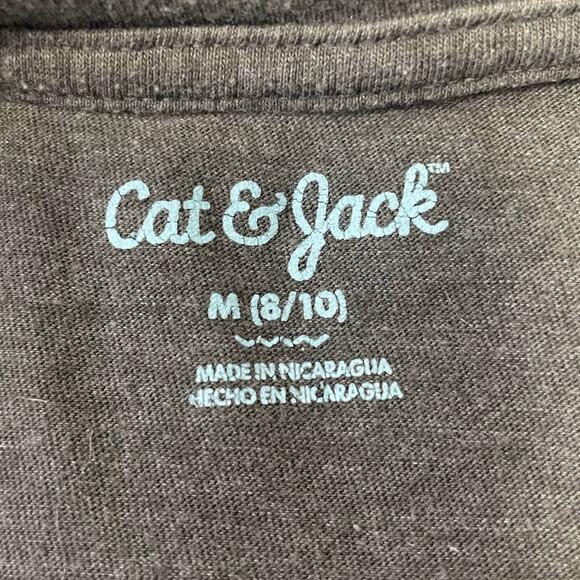 Cat & Jack™
M (8/10)
MADE IN NICARAGUA
HECHO EN NICARAGUA